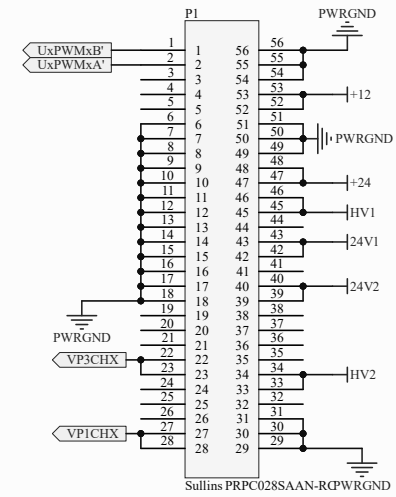 P1
PWRGND
UxPWMxB' 1 1 56 56
UxPWMxA' 2 2 55 55
3 3 54 54
4 4 53 53 +12
5 5 52 52
6 6 51 51
7 7 50 50 PWRGND
8 8 49 49
9 9 48 48
10 10 47 47 +24
11 11 46 46
12 12 45 45 HV1
13 13 44 44
14 14 43 43 24V1
15 15 42 42
16 16 41 41
17 17 40 40 24V2
18 18 39 39
19 19 38 38
PWRGND 20 20 37 37
21 21 36 36
VP3CHX 22 22 35 35
23 23 34 34 HV2
24 24 33 33
25 25 32 32
26 26 31 31
VP1CHX 27 27 30 30
28 28 29 29
Sullins PRPC028SAAN-RC PWRGND